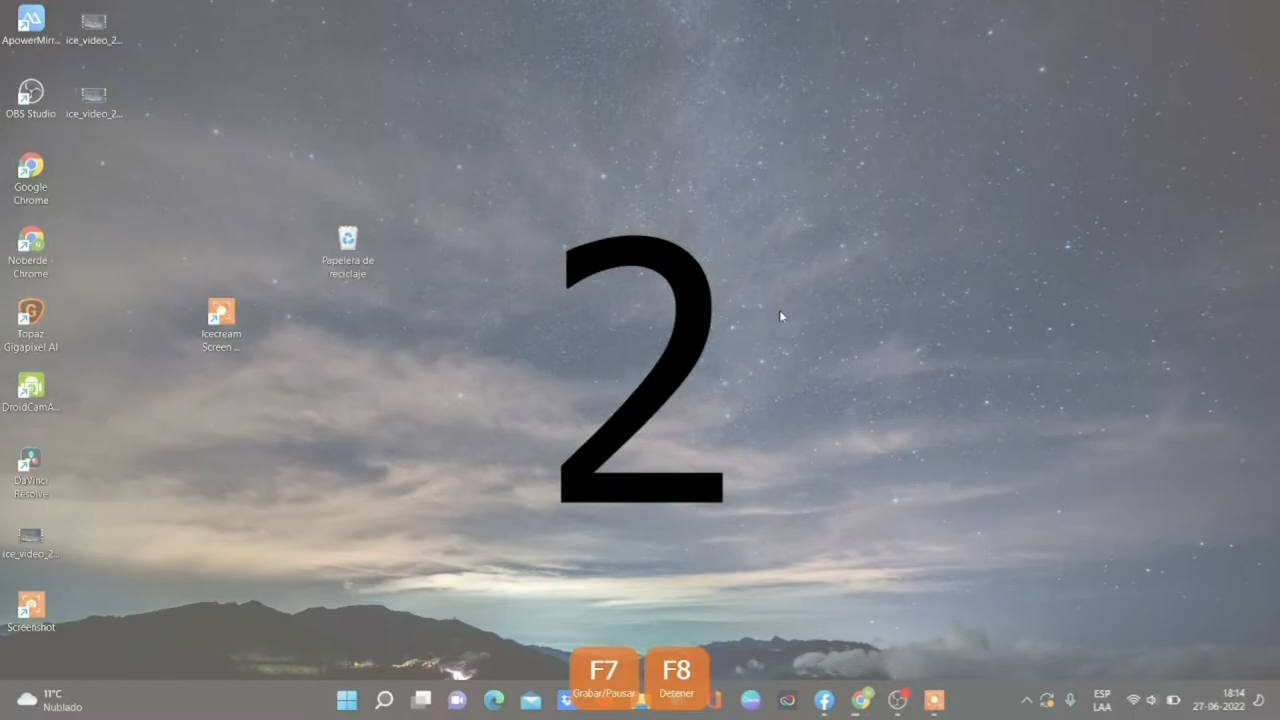 ApowerMirr...
ice_video_2...
OBS Studio
ice_video_2...
Google
Chrome
Noberde -
Chrome
Papelera de
reciclaje
Topaz
Gigapixel AI
Icecream
Screen ...
DroidCamA...
DaVinci
Resolve
ice_video_2...
Screenshot
2
F7
Grabar/Pausar
F8
Detener
11°C
Nublado
ESP
LAA
18:14
27-06-2022